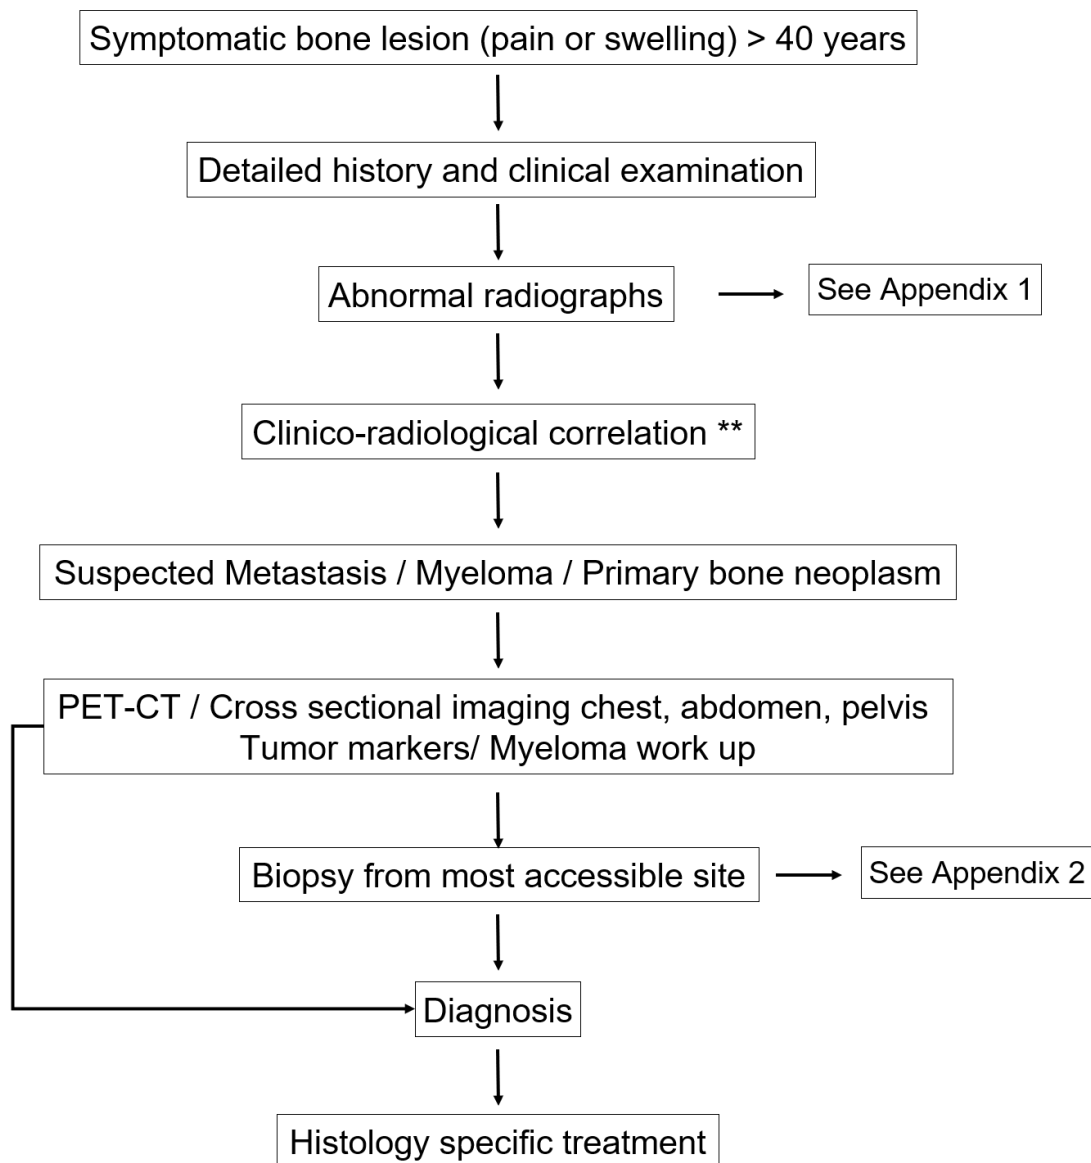 Symptomatic bone lesion (pain or swelling) > 40 years
Detailed history and clinical examination
Abnormal radiographs
See Appendix 1
Clinico-radiological correlation **
Suspected Metastasis / Myeloma / Primary bone neoplasm
PET-CT / Cross sectional imaging chest, abdomen, pelvis
Tumor markers/ Myeloma work up
Biopsy from most accessible site
See Appendix 2
Diagnosis
Histology specific treatment